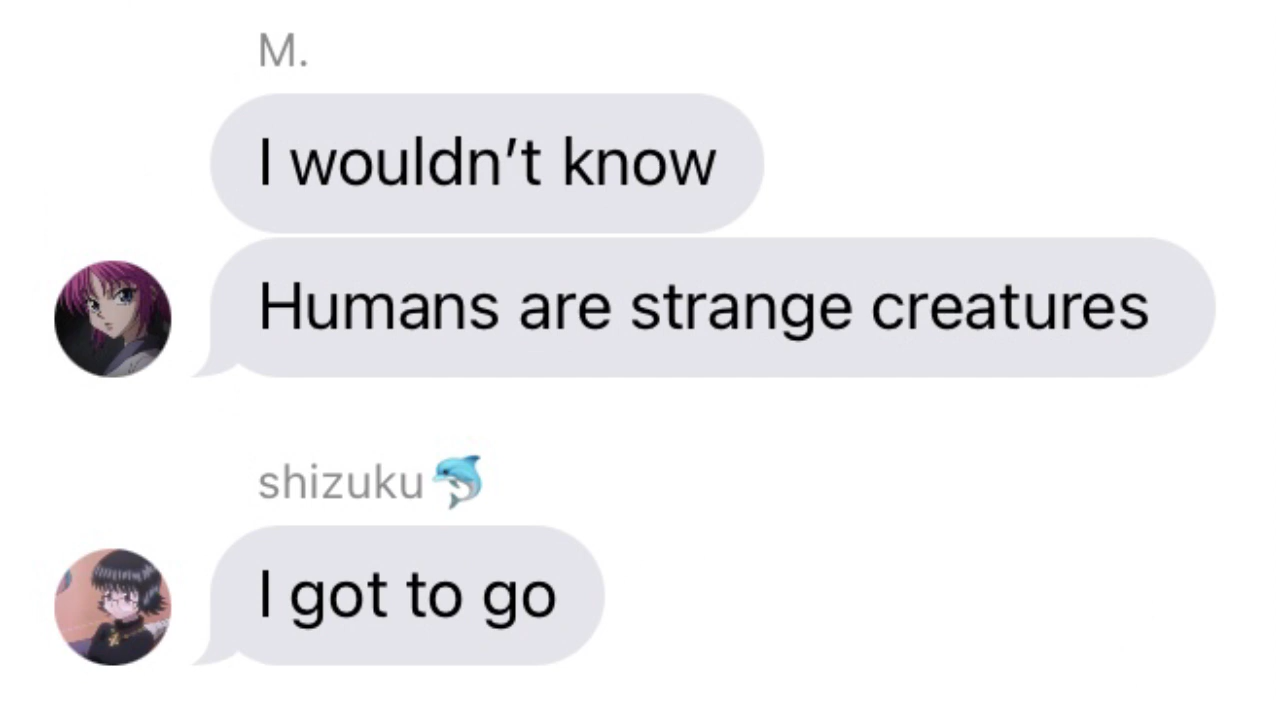 M.
I wouldn’t know
Humans are strange creatures
shizuku🐬
I got to go